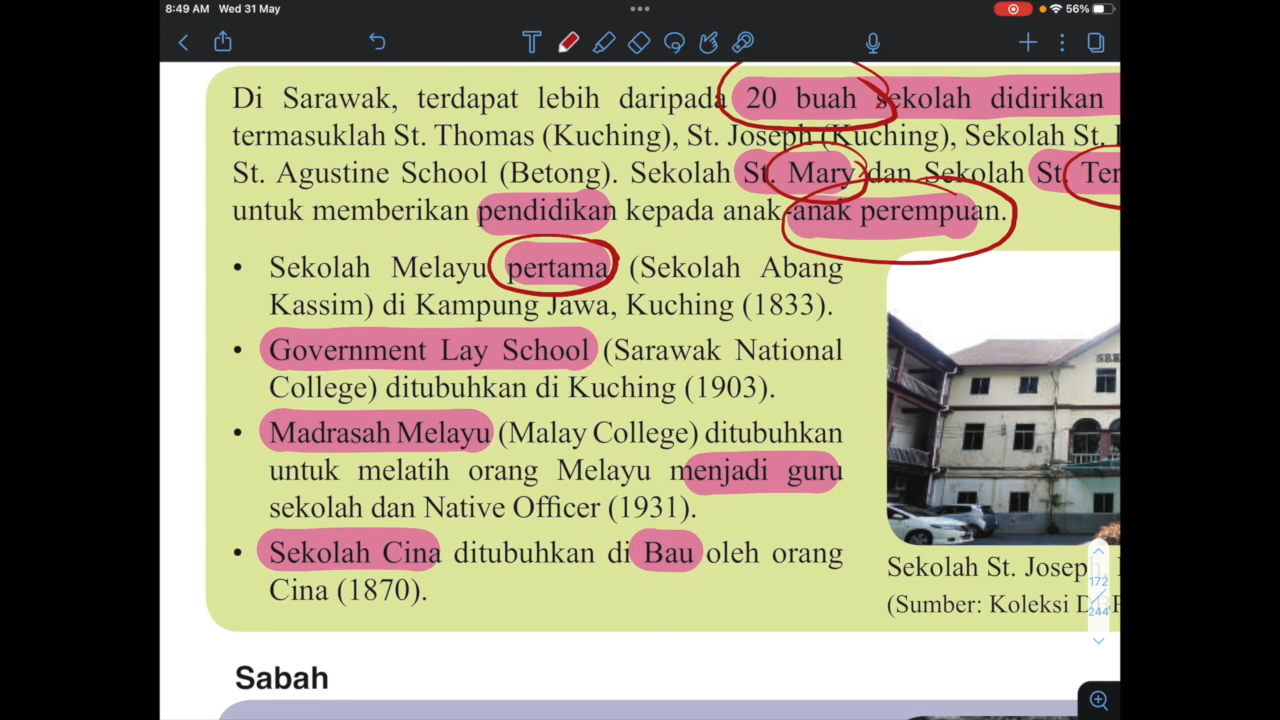 8:49 AM Wed 31 May
56%
Di Sarawak, terdapat lebih daripada 20 buah sekolah didirikan
termasuklah St. Thomas (Kuching), St. Joseph (Kuching), Sekolah St.
St. Agustine School (Betong). Sekolah St. Mary dan Sekolah St. Ter
untuk memberikan pendidikan kepada anak-anak perempuan.
• Sekolah Melayu pertama (Sekolah Abang
Kassim) di Kampung Jawa, Kuching (1833).
• Government Lay School (Sarawak National
College) ditubuhkan di Kuching (1903).
• Madrasah Melayu (Malay College) ditubuhkan
untuk melatih orang Melayu menjadi guru
sekolah dan Native Officer (1931).
• Sekolah Cina ditubuhkan di Bau oleh orang
Cina (1870).
Sekolah St. Josep
(Sumber: Koleksi
172
244
Sabah